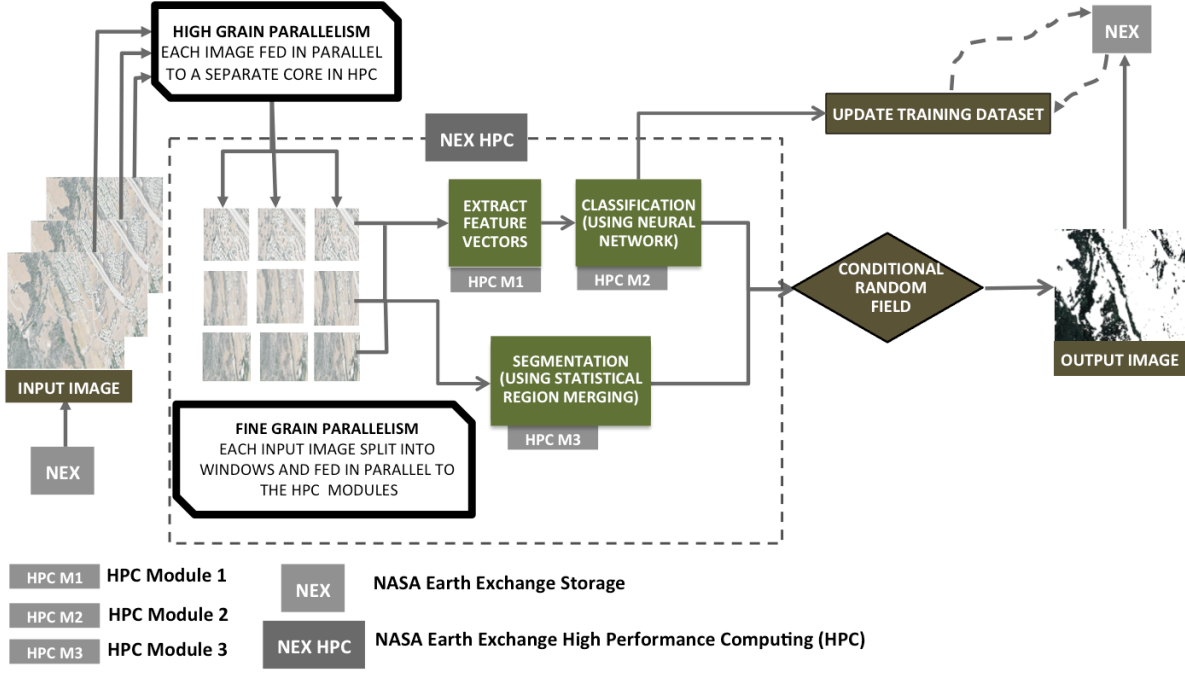 HIGH GRAIN PARALLELISM
EACH IMAGE FED IN PARALLEL
TO A SEPARATE CORE IN HPC
NEX
UPDATE TRAINING DATASET
NEX HPC
EXTRACT
FEATURE
VECTORS
HPC M1
CLASSIFICATION
(USING NEURAL
NETWORK)
HPC M2
CONDITIONAL
RANDOM
FIELD
OUTPUT IMAGE
SEGMENTATION
(USING STATISTICAL
REGION MERGING)
HPC M3
INPUT IMAGE
NEX
FINE GRAIN PARALLELISM
EACH INPUT IMAGE SPLIT INTO
WINDOWS AND FED IN PARALLEL TO
THE HPC MODULES
HPC M1 HPC Module 1
HPC M2 HPC Module 2
HPC M3 HPC Module 3
NEX NASA Earth Exchange Storage
NEX HPC NASA Earth Exchange High Performance Computing (HPC)